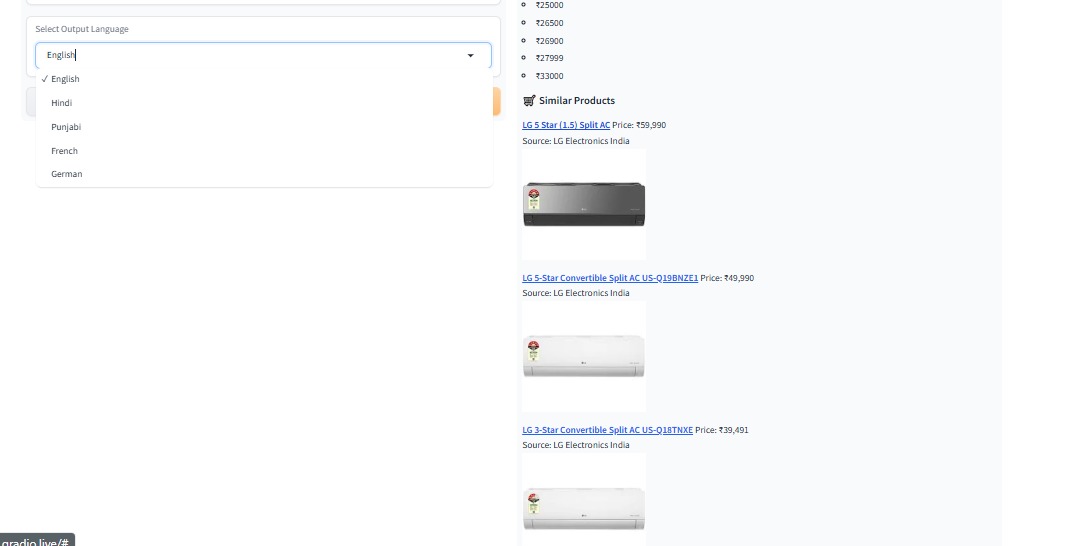 Select Output Language
English
✓ English
Hindi
Punjabi
French
German
₹25000
₹26500
₹26900
₹27999
₹33000
Similar Products
LG 5 Star (1.5) Split AC Price: ₹59,990
Source: LG Electronics India
LG 5-Star Convertible Split AC US-Q19BNZE1 Price: ₹49,990
Source: LG Electronics India
LG 3-Star Convertible Split AC US-Q18TNXE Price: ₹39,491
Source: LG Electronics India
gradio.live/#